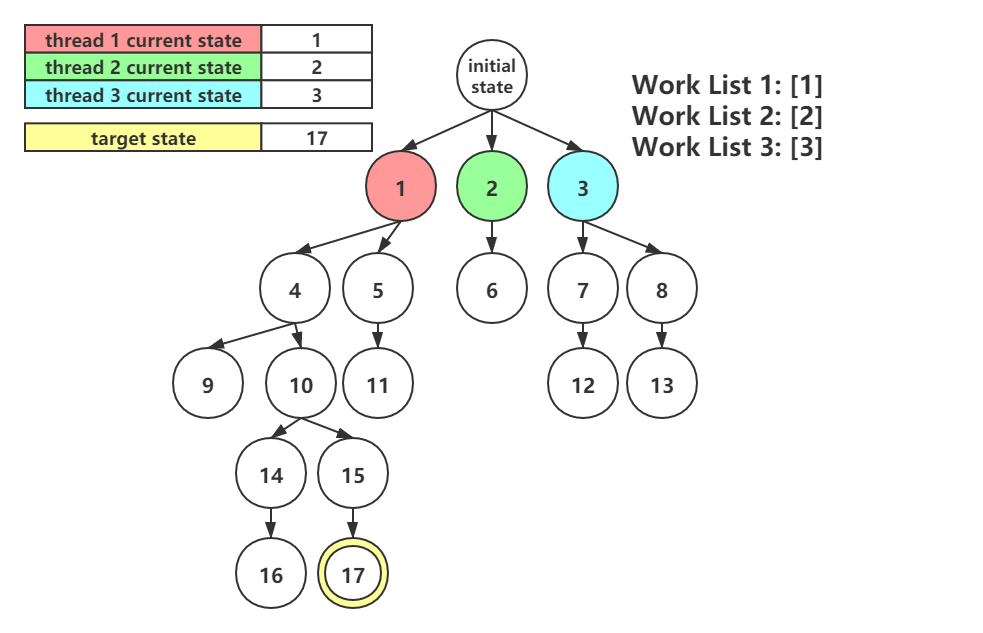 thread 1 current state 1
thread 2 current state 2
thread 3 current state 3
target state 17
initial
state
Work List 1: [1]
Work List 2: [2]
Work List 3: [3]
1 2 3
4 5 6 7 8
9 10 11 12 13
14 15
16 17